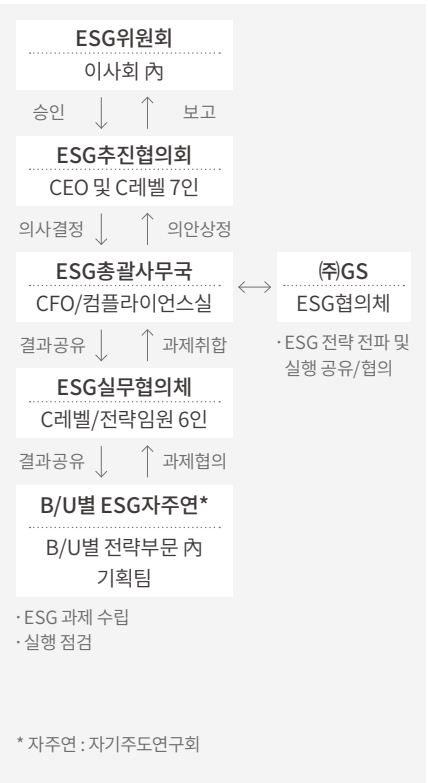 ESG위원회
이사회 內
승인 보고
ESG추진협의회
CEO 및 C레벨 7인
의사결정 의안상정
ESG총괄사무국
CFO/컴플라이언스실
㈜GS
ESG협의체
· ESG 전략 전파 및
실행 공유/협의
결과공유 과제취합
ESG실무협의체
C레벨/전략임원 6인
결과공유 과제협의
B/U별 ESG자주연*
B/U별 전략부문 內
기획팀
· ESG 과제 수립
· 실행 점검
* 자주연 : 자기주도연구회